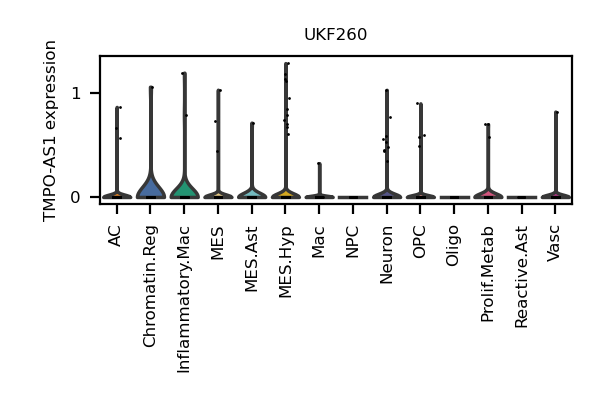 UKF260
TMPO-AS1 expression
1
0
AC
Chromatin.Reg
Inflammatory.Mac
MES
MES.Ast
MES.Hyp
Mac
NPC
Neuron
OPC
Oligo
Prolif.Metab
Reactive.Ast
Vasc